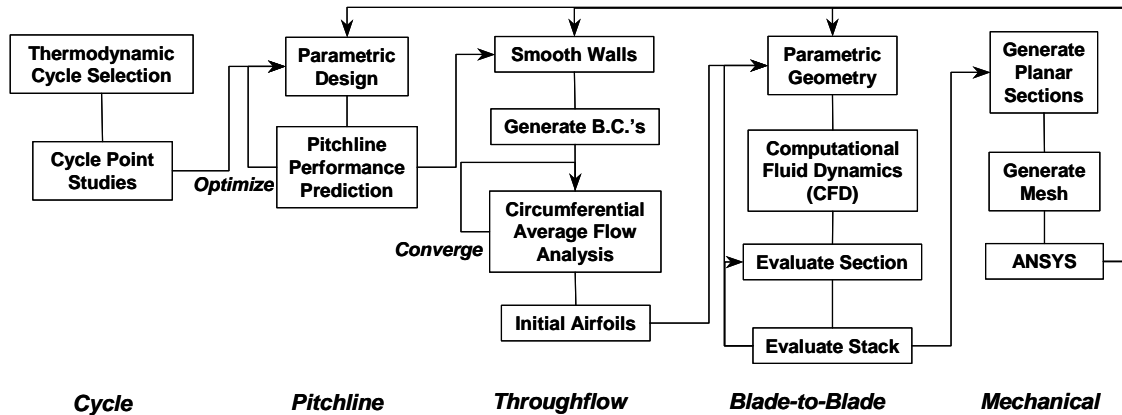 Thermodynamic
Cycle Selection
Cycle Point
Studies
Optimize
Parametric
Design
Pitchline
Performance
Prediction
Smooth Walls
Generate B.C.'s
Circumferential
Average Flow
Analysis
Converge
Initial Airfoils
Parametric
Geometry
Computational
Fluid Dynamics
(CFD)
Evaluate Section
Evaluate Stack
Generate
Planar
Sections
Generate
Mesh
ANSYS
Cycle
Pitchline
Throughflow
Blade-to-Blade
Mechanical